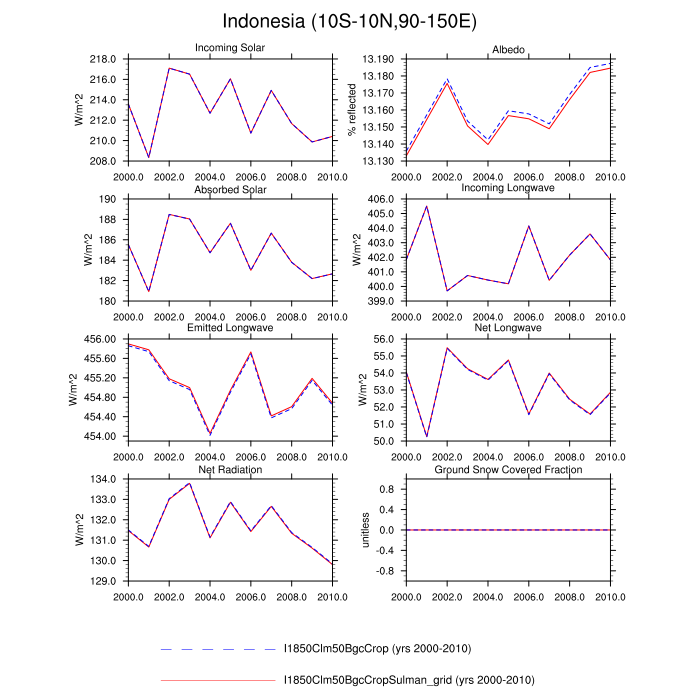 Indonesia (10S-10N,90-150E)
Incoming Solar
W/m^2
218.0
216.0
214.0
212.0
210.0
208.0
2000.0 2002.0 2004.0 2006.0 2008.0 2010.0
Albedo
% reflected
13.190
13.180
13.170
13.160
13.150
13.140
13.130
2000.0 2002.0 2004.0 2006.0 2008.0 2010.0
Absorbed Solar
W/m^2
190
188
186
184
182
180
2000.0 2002.0 2004.0 2006.0 2008.0 2010.0
Incoming Longwave
W/m^2
406.0
405.0
404.0
403.0
402.0
401.0
400.0
399.0
2000.0 2002.0 2004.0 2006.0 2008.0 2010.0
Emitted Longwave
W/m^2
456.00
455.60
455.20
454.80
454.40
454.00
2000.0 2002.0 2004.0 2006.0 2008.0 2010.0
Net Longwave
W/m^2
56.0
55.0
54.0
53.0
52.0
51.0
50.0
2000.0 2002.0 2004.0 2006.0 2008.0 2010.0
Net Radiation
W/m^2
134.0
133.0
132.0
131.0
130.0
129.0
2000.0 2002.0 2004.0 2006.0 2008.0 2010.0
Ground Snow Covered Fraction
unitless
0.8
0.4
0.0
-0.4
-0.8
2000.0 2002.0 2004.0 2006.0 2008.0 2010.0
I1850Clm50BgcCrop (yrs 2000-2010)
I1850Clm50BgcCropSulman_grid (yrs 2000-2010)